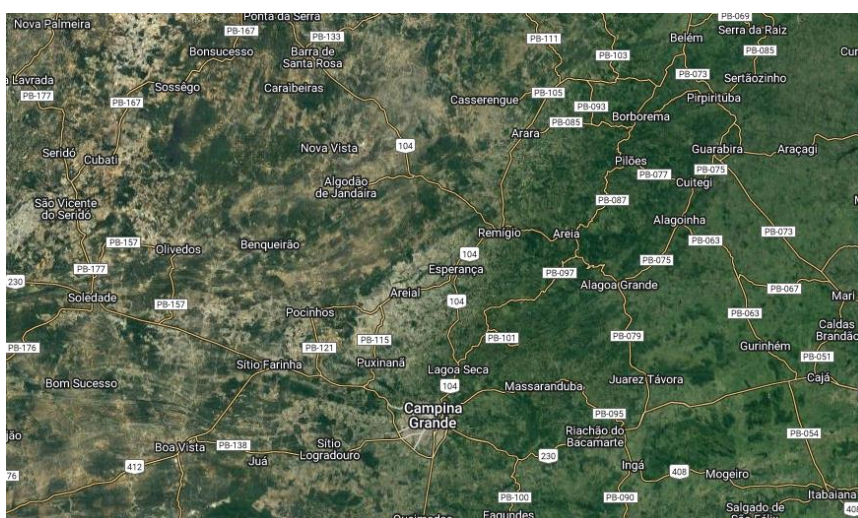 Ponta da Serra
PB-069
Nova Palmeira
PB-167
PB-133
PB-111
Serra da Raiz
Belém
Bonsucesso
Barra de
Santa Rosa
PB-103
PB-085
PB-073
Sertãozinho
Sossego
Caraibeiras
PB-105
PB-177
PB-167
Casserengue
PB-093
Pirpirituba
Borborema
PB-085
Arara
104
Nova Vista
Seridó
Cubati
Guarabira
Araçagi
Pilões
PB-075
PB-077
Cuitegi
Algodão
de Jandaíra
PB-087
São Vicente
do Seridó
Alagoinha
Remígio
Areia
PB-073
PB-157
Olivedos
Benqueirão
PB-063
104
PB-075
PB-177
Esperança
PB-097
230
Alagoa Grande
PB-067
Soledade
PB-157
Areial
104
Mari
Pocinhos
PB-063
Caldas
Brandão
PB-115
PB-101
PB-079
PB-176
PB-121
Gurinhém
PB-051
Sítio Farinha
Puxinanã
Lagoa Seca
Bom Sucesso
104
Massaranduba
Juarez Távora
Cajá
Campina
Grande
PB-095
Riachão do
Bacamarte
PB-054
Boa Vista
PB-138
Sítio
Logradouro
Juá
230
412
Ingá
408
Mogeiro
76
PB-100
PB-090
Itabaiana
Fagundes
Salgado de